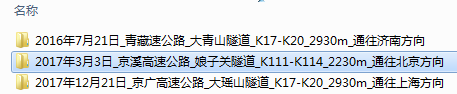 名称
2016年7月21日_青藏速公路_大青山隧道_K17-K20_2930m_通往济南方向
2017年3月3日_京溪高速公路_娘子关隧道_K111-K114_2230m_通往北京方向
2017年12月21日_京广高速公路_大瑶山隧道_K17-K20_2930m_通往上海方向